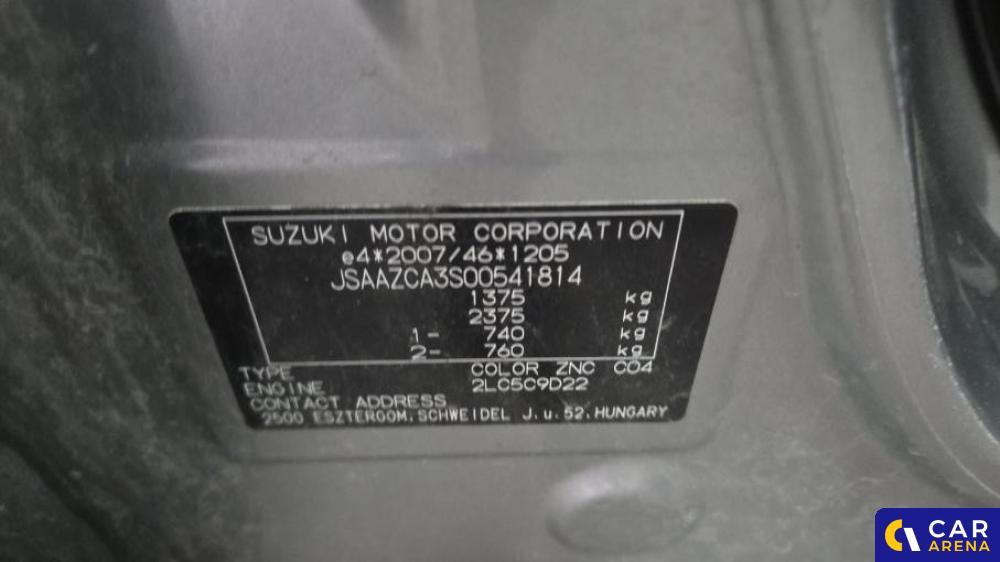 SUZUKI MOTOR CORPORATION
e4*2007/46*1205
JSAAZCA3S00541814
1375 kg
2375 kg
1- 740 kg
2- 760 kg
TYPE COLOR ZNC C04
ENGINE 2LC5C9D22
CONTACT ADDRESS
2500 ESZTERGOM, SCHWEIDEL J. u. 52. HUNGARY
CAR
ARENA